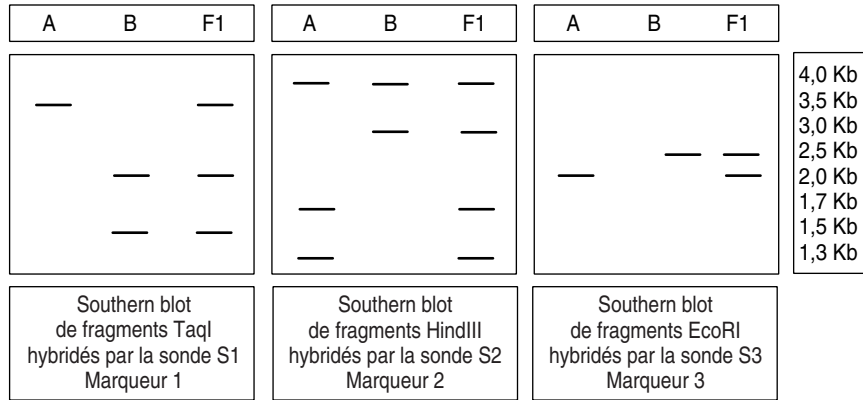 A B F1
A B F1
A B F1
4,0 Kb
3,5 Kb
3,0 Kb
2,5 Kb
2,0 Kb
1,7 Kb
1,5 Kb
1,3 Kb
Southern blot
de fragments TaqI
hybridés par la sonde S1
Marqueur 1
Southern blot
de fragments HindIII
hybridés par la sonde S2
Marqueur 2
Southern blot
de fragments EcoRI
hybridés par la sonde S3
Marqueur 3